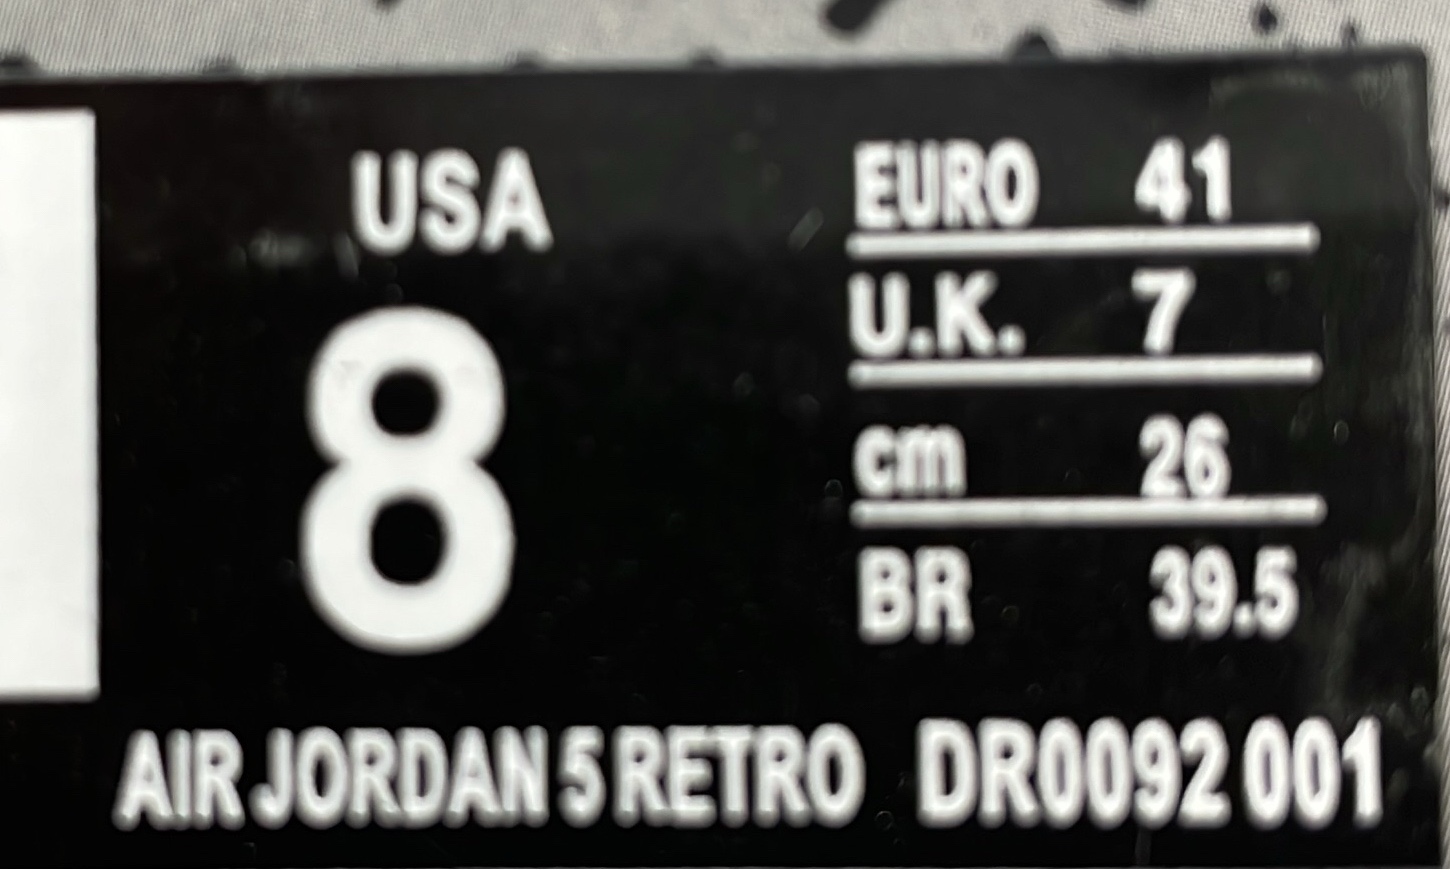 USA
8
EURO 41
U.K. 7
cm 26
BR 39.5
AIR JORDAN 5 RETRO DR0092 001